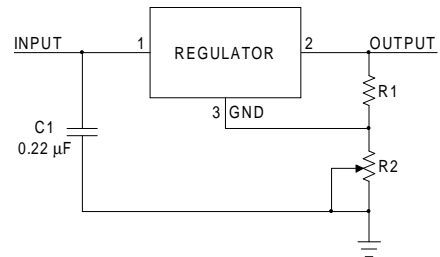 INPUT 1 REGULATOR 2 OUTPUT
R1
3 GND
C1
0.22 μF
R2